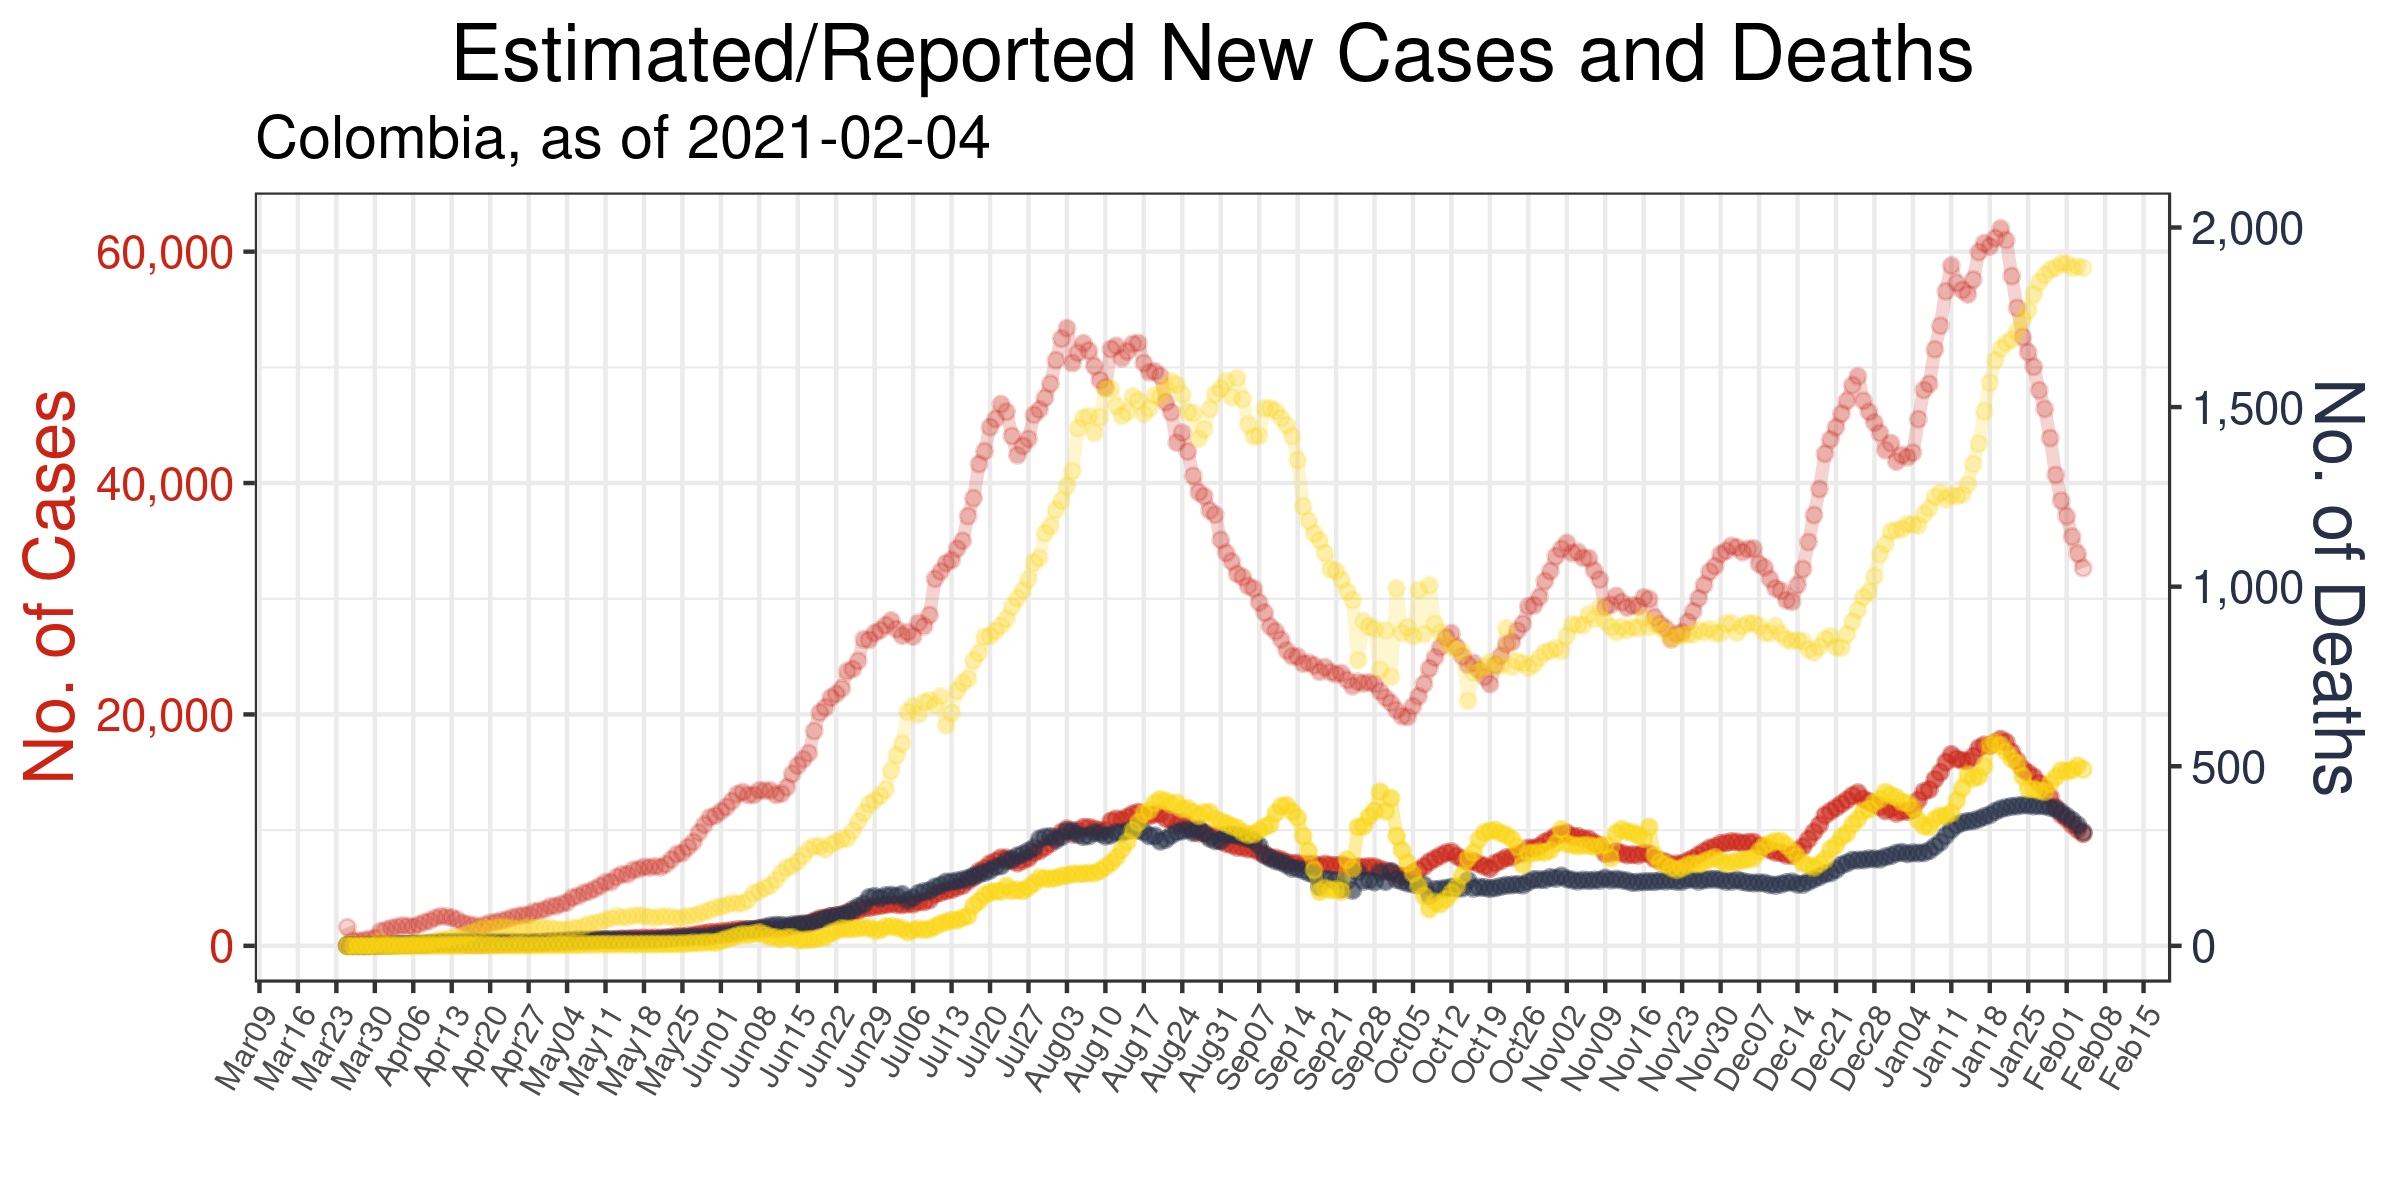 Estimated/Reported New Cases and Deaths
Colombia, as of 2021-02-04
No. of Cases
60,000
40,000
20,000
0
2,000
1,500
1,000
500
0
No. of Deaths
Mar09
Mar16
Mar23
Mar30
Apr06
Apr13
Apr20
Apr27
May04
May11
May18
May25
Jun01
Jun08
Jun15
Jun22
Jun29
Jul06
Jul13
Jul20
Jul27
Aug03
Aug10
Aug17
Aug24
Aug31
Sep07
Sep14
Sep21
Sep28
Oct05
Oct12
Oct19
Oct26
Nov02
Nov09
Nov16
Nov23
Nov30
Dec07
Dec14
Dec21
Dec28
Jan04
Jan11
Jan18
Jan25
Feb01
Feb08
Feb15